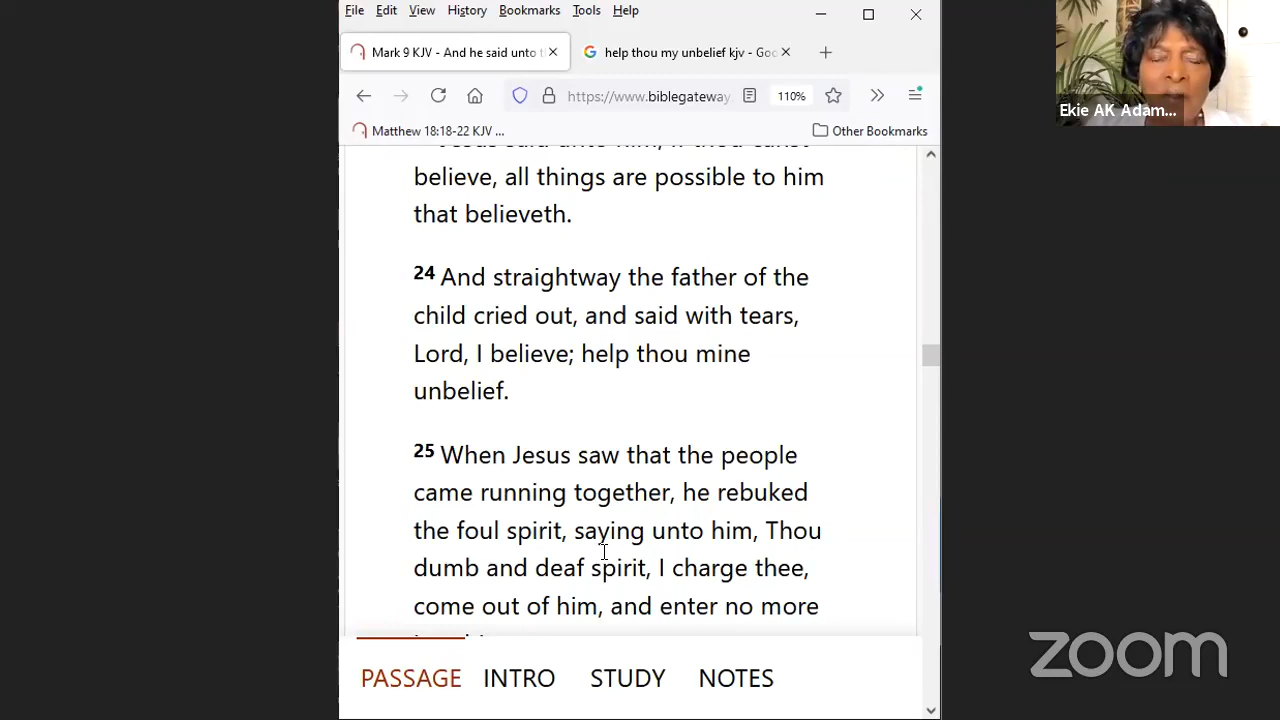 File Edit View History Bookmarks Tools Help
Mark 9 KJV - And he said unto
help thou my unbelief kjv - Goo
https://www.biblegateway. 110%
Matthew 18:18-22 KJV ... Other Bookmarks
Ekie AK Adam...
believe, all things are possible to him
that believeth.
24 And straightway the father of the
child cried out, and said with tears,
Lord, I believe; help thou mine
unbelief.
25 When Jesus saw that the people
came running together, he rebuked
the foul spirit, saying unto him, Thou
dumb and deaf spirit, I charge thee,
come out of him, and enter no more
PASSAGE INTRO STUDY NOTES
zoom